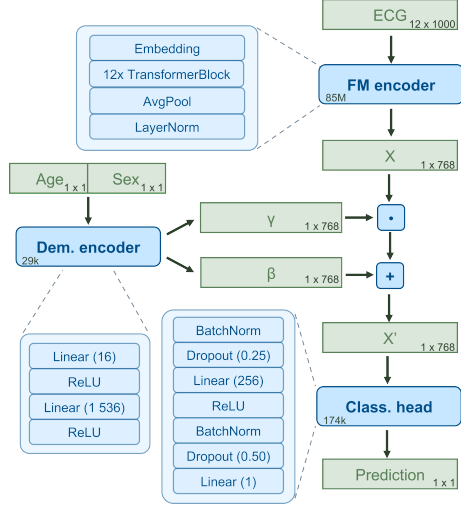 ECG
12 x 1000
Embedding
12x TransformerBlock
AvgPool
LayerNorm
FM encoder
85M
X
1 x 768
Age
1 x 1
Sex
1 x 1
Dem. encoder
29k
γ
1 x 768
•
β
1 x 768
+
Linear (16)
ReLU
Linear (1 536)
ReLU
BatchNorm
Dropout (0.25)
Linear (256)
ReLU
BatchNorm
Dropout (0.50)
Linear (1)
X’
1 x 768
Class. head
174k
Prediction
1 x 1